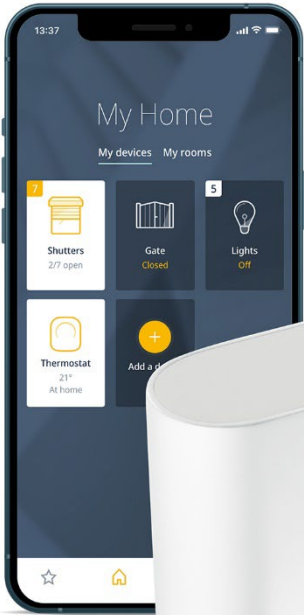 13:37
My Home
My devices My rooms
7
5
Shutters
2/7 open
Gate
Closed
Lights
Off
Thermostat
21°
At home
Add a